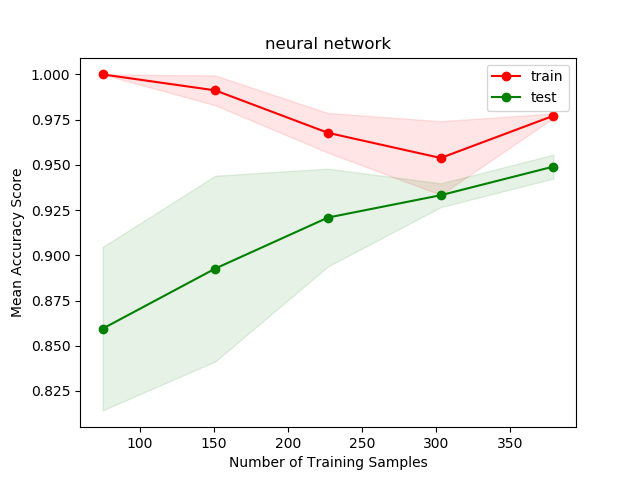 neural network
train
test
1.000
0.975
0.950
0.925
0.900
0.875
0.850
0.825
Mean Accuracy Score
100 150 200 250 300 350
Number of Training Samples